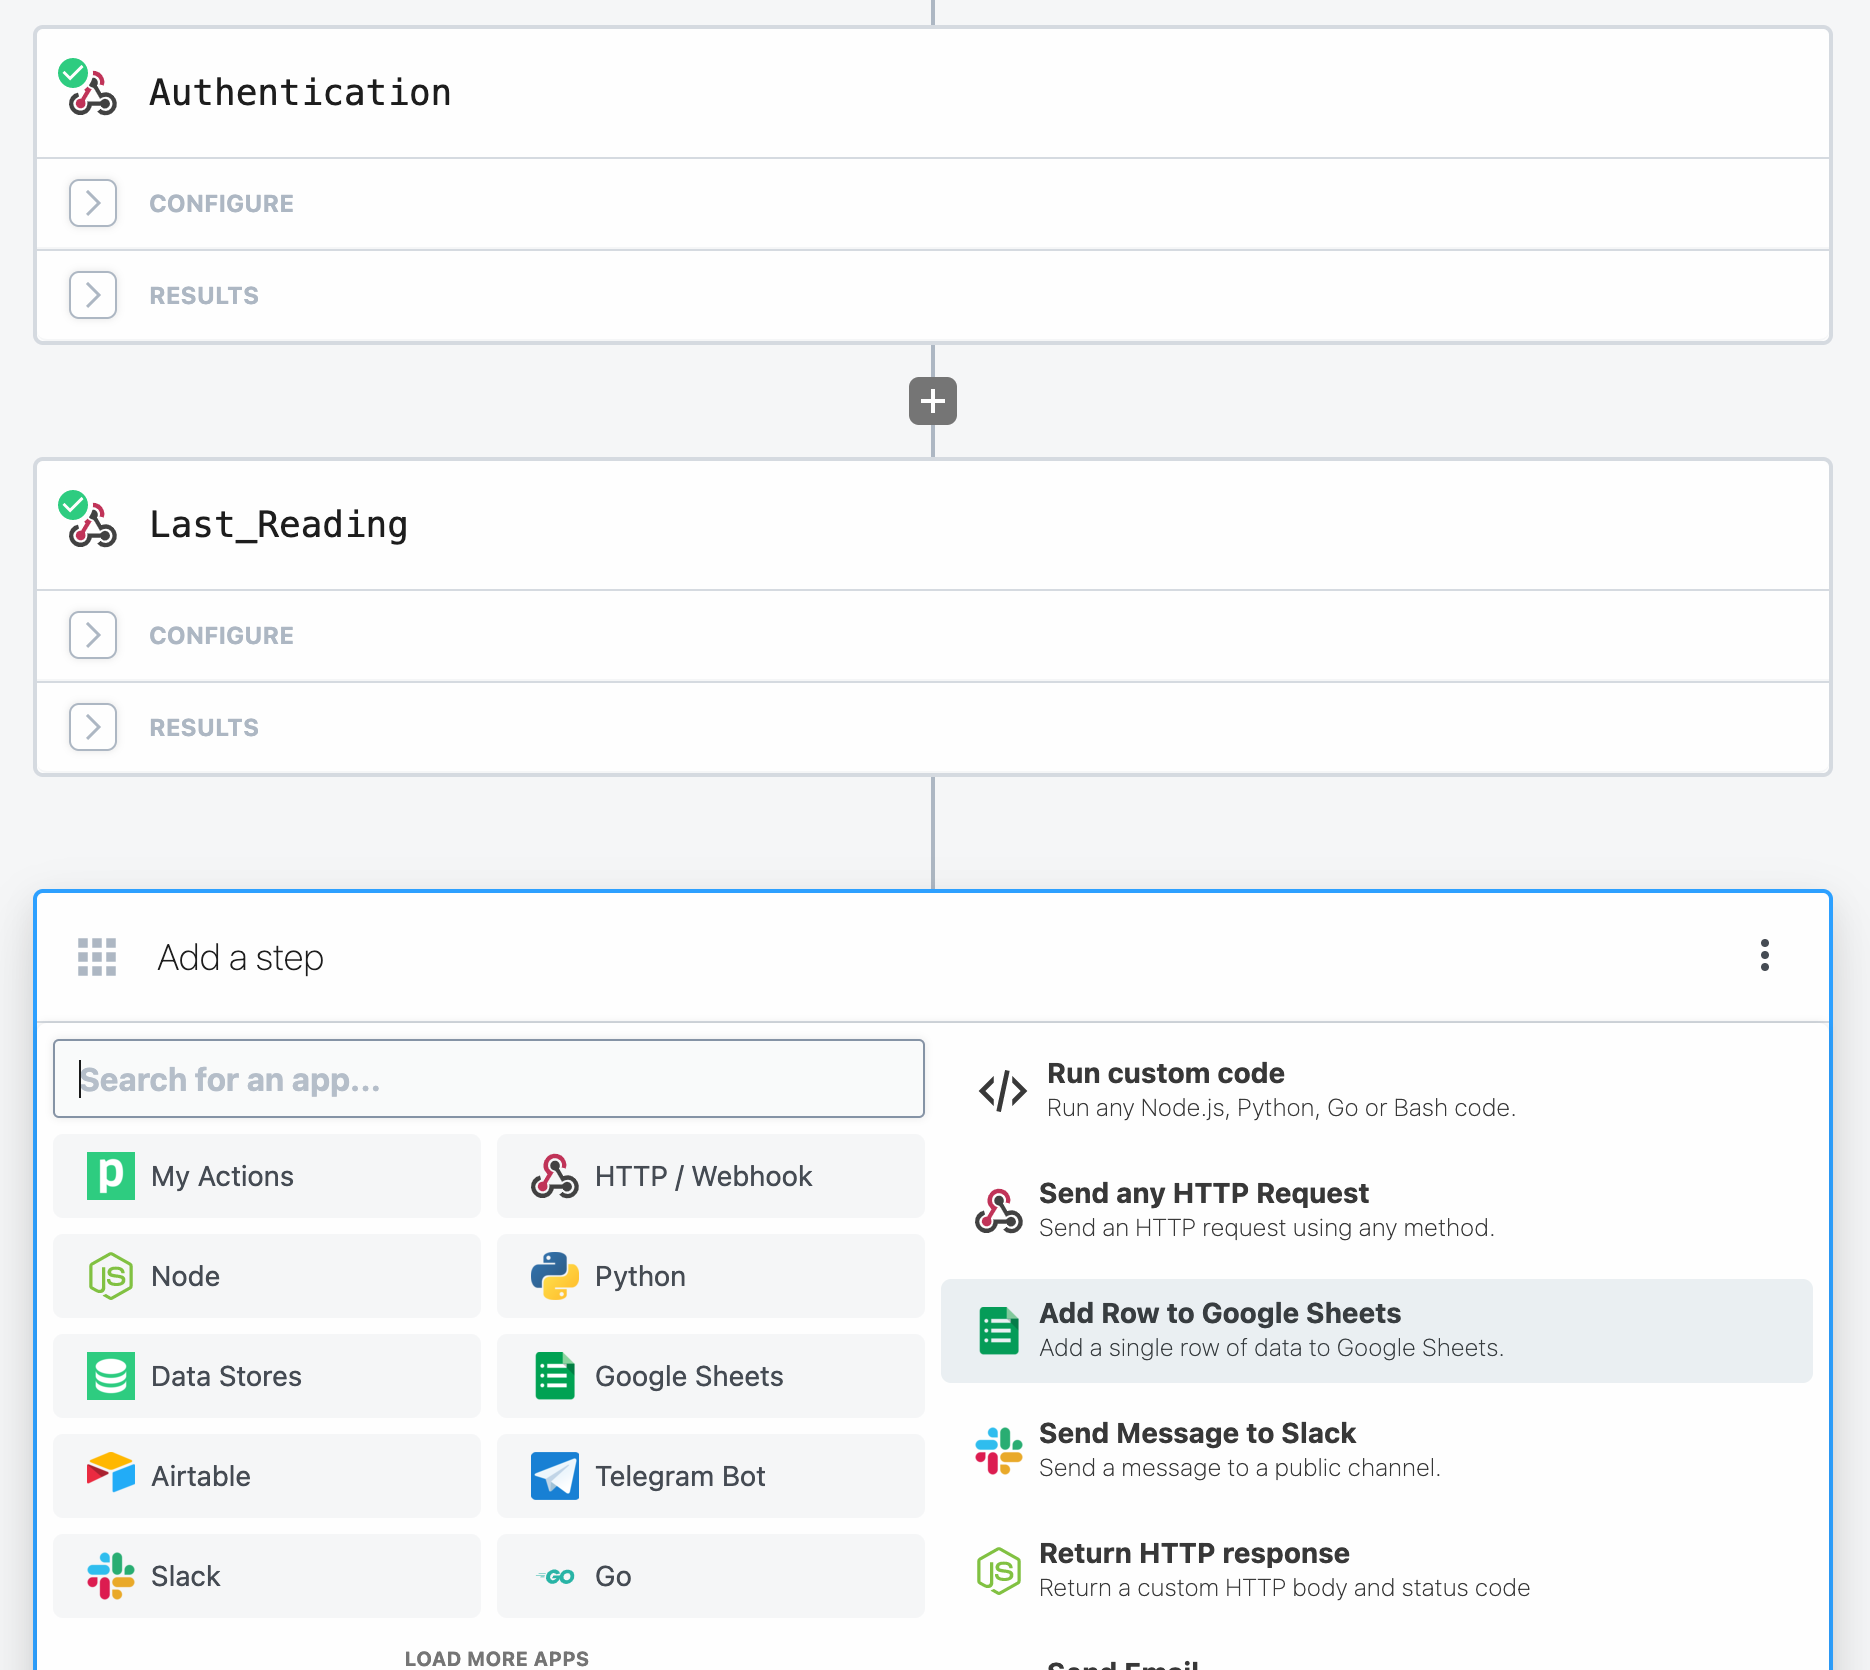 Authentication
CONFIGURE
RESULTS
Last_Reading
CONFIGURE
RESULTS
Add a step
Search for an app...
My Actions
HTTP / Webhook
Node
Python
Data Stores
Google Sheets
Airtable
Telegram Bot
Slack
GO
Go
LOAD MORE APPS
Run custom code
Run any Node.js, Python, Go or Bash code.
Send any HTTP Request
Send an HTTP request using any method.
Add Row to Google Sheets
Add a single row of data to Google Sheets.
Send Message to Slack
Send a message to a public channel.
Return HTTP response
Return a custom HTTP body and status code
Send Email